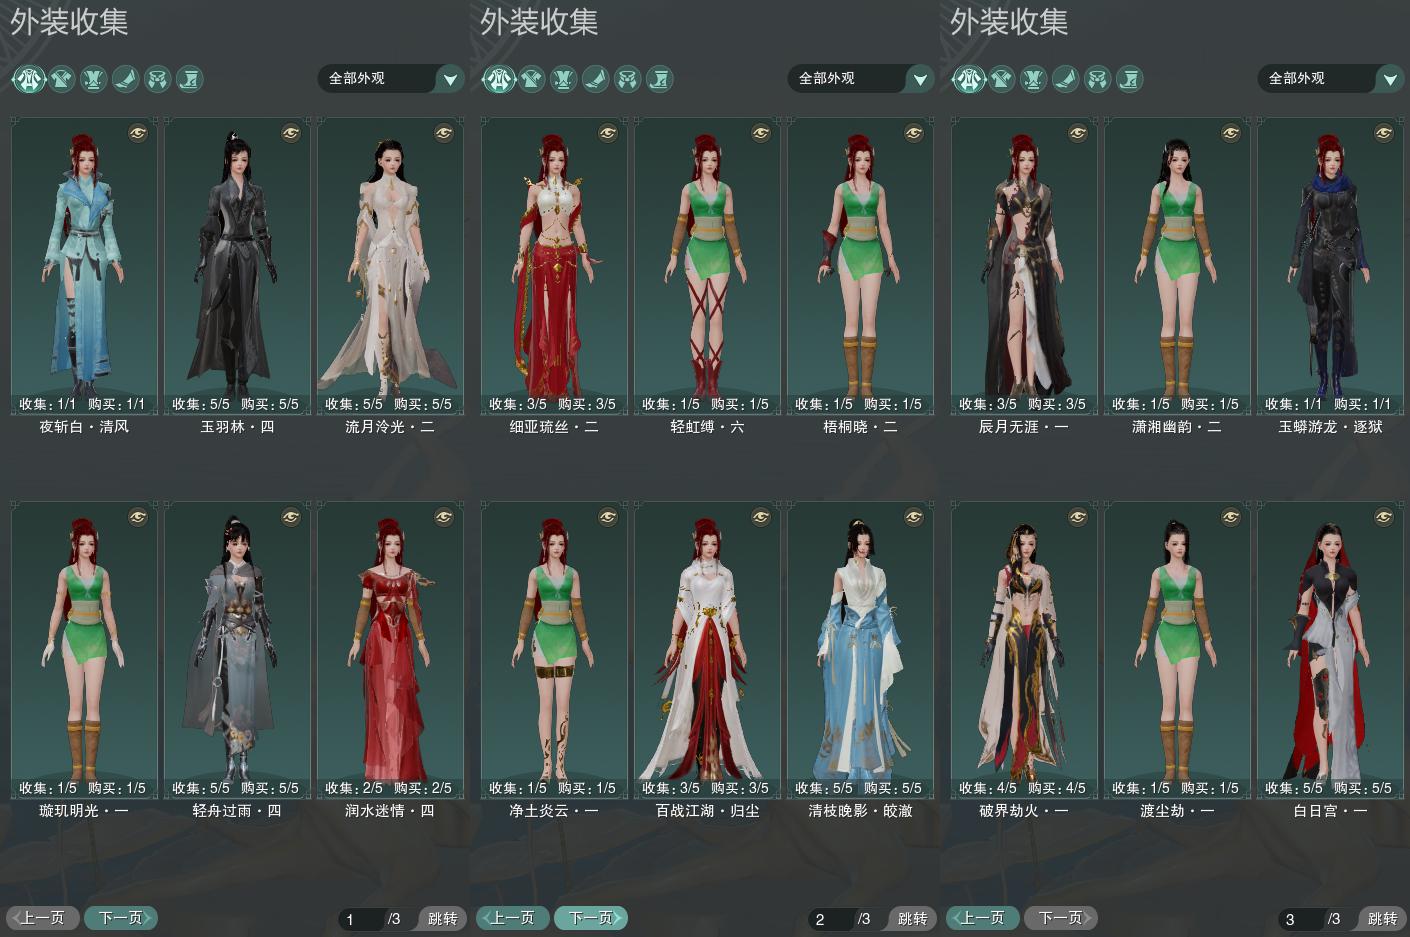 外装收集
全部外观
收集: 1/1 购买: 1/1
夜斩白·清风
收集: 5/5 购买: 5/5
玉羽林·四
收集: 5/5 购买: 5/5
流月泠光·二
收集: 1/5 购买: 1/5
璇玑明光·一
收集: 5/5 购买: 5/5
轻舟过雨·四
收集: 2/5 购买: 2/5
润水迷情·四
上一页
下一页
1 /3 跳转
外装收集
全部外观
收集: 3/5 购买: 3/5
细亚琉丝·二
收集: 1/5 购买: 1/5
轻虹缚·六
收集: 1/5 购买: 1/5
梧桐晓·二
收集: 1/5 购买: 1/5
净土炎云·一
收集: 3/5 购买: 3/5
百战江湖·归尘
收集: 5/5 购买: 5/5
清枝晚影·皎澈
上一页
下一页
2 /3 跳转
外装收集
全部外观
收集: 3/5 购买: 3/5
辰月无涯·一
收集: 1/5 购买: 1/5
潇湘幽韵·二
收集: 1/1 购买: 1/1
玉蟒游龙·逐狱
收集: 4/5 购买: 4/5
破界劫火·一
收集: 1/5 购买: 1/5
渡尘劫·一
收集: 5/5 购买: 5/5
白日宫·一
上一页
下一页
3 /3 跳转